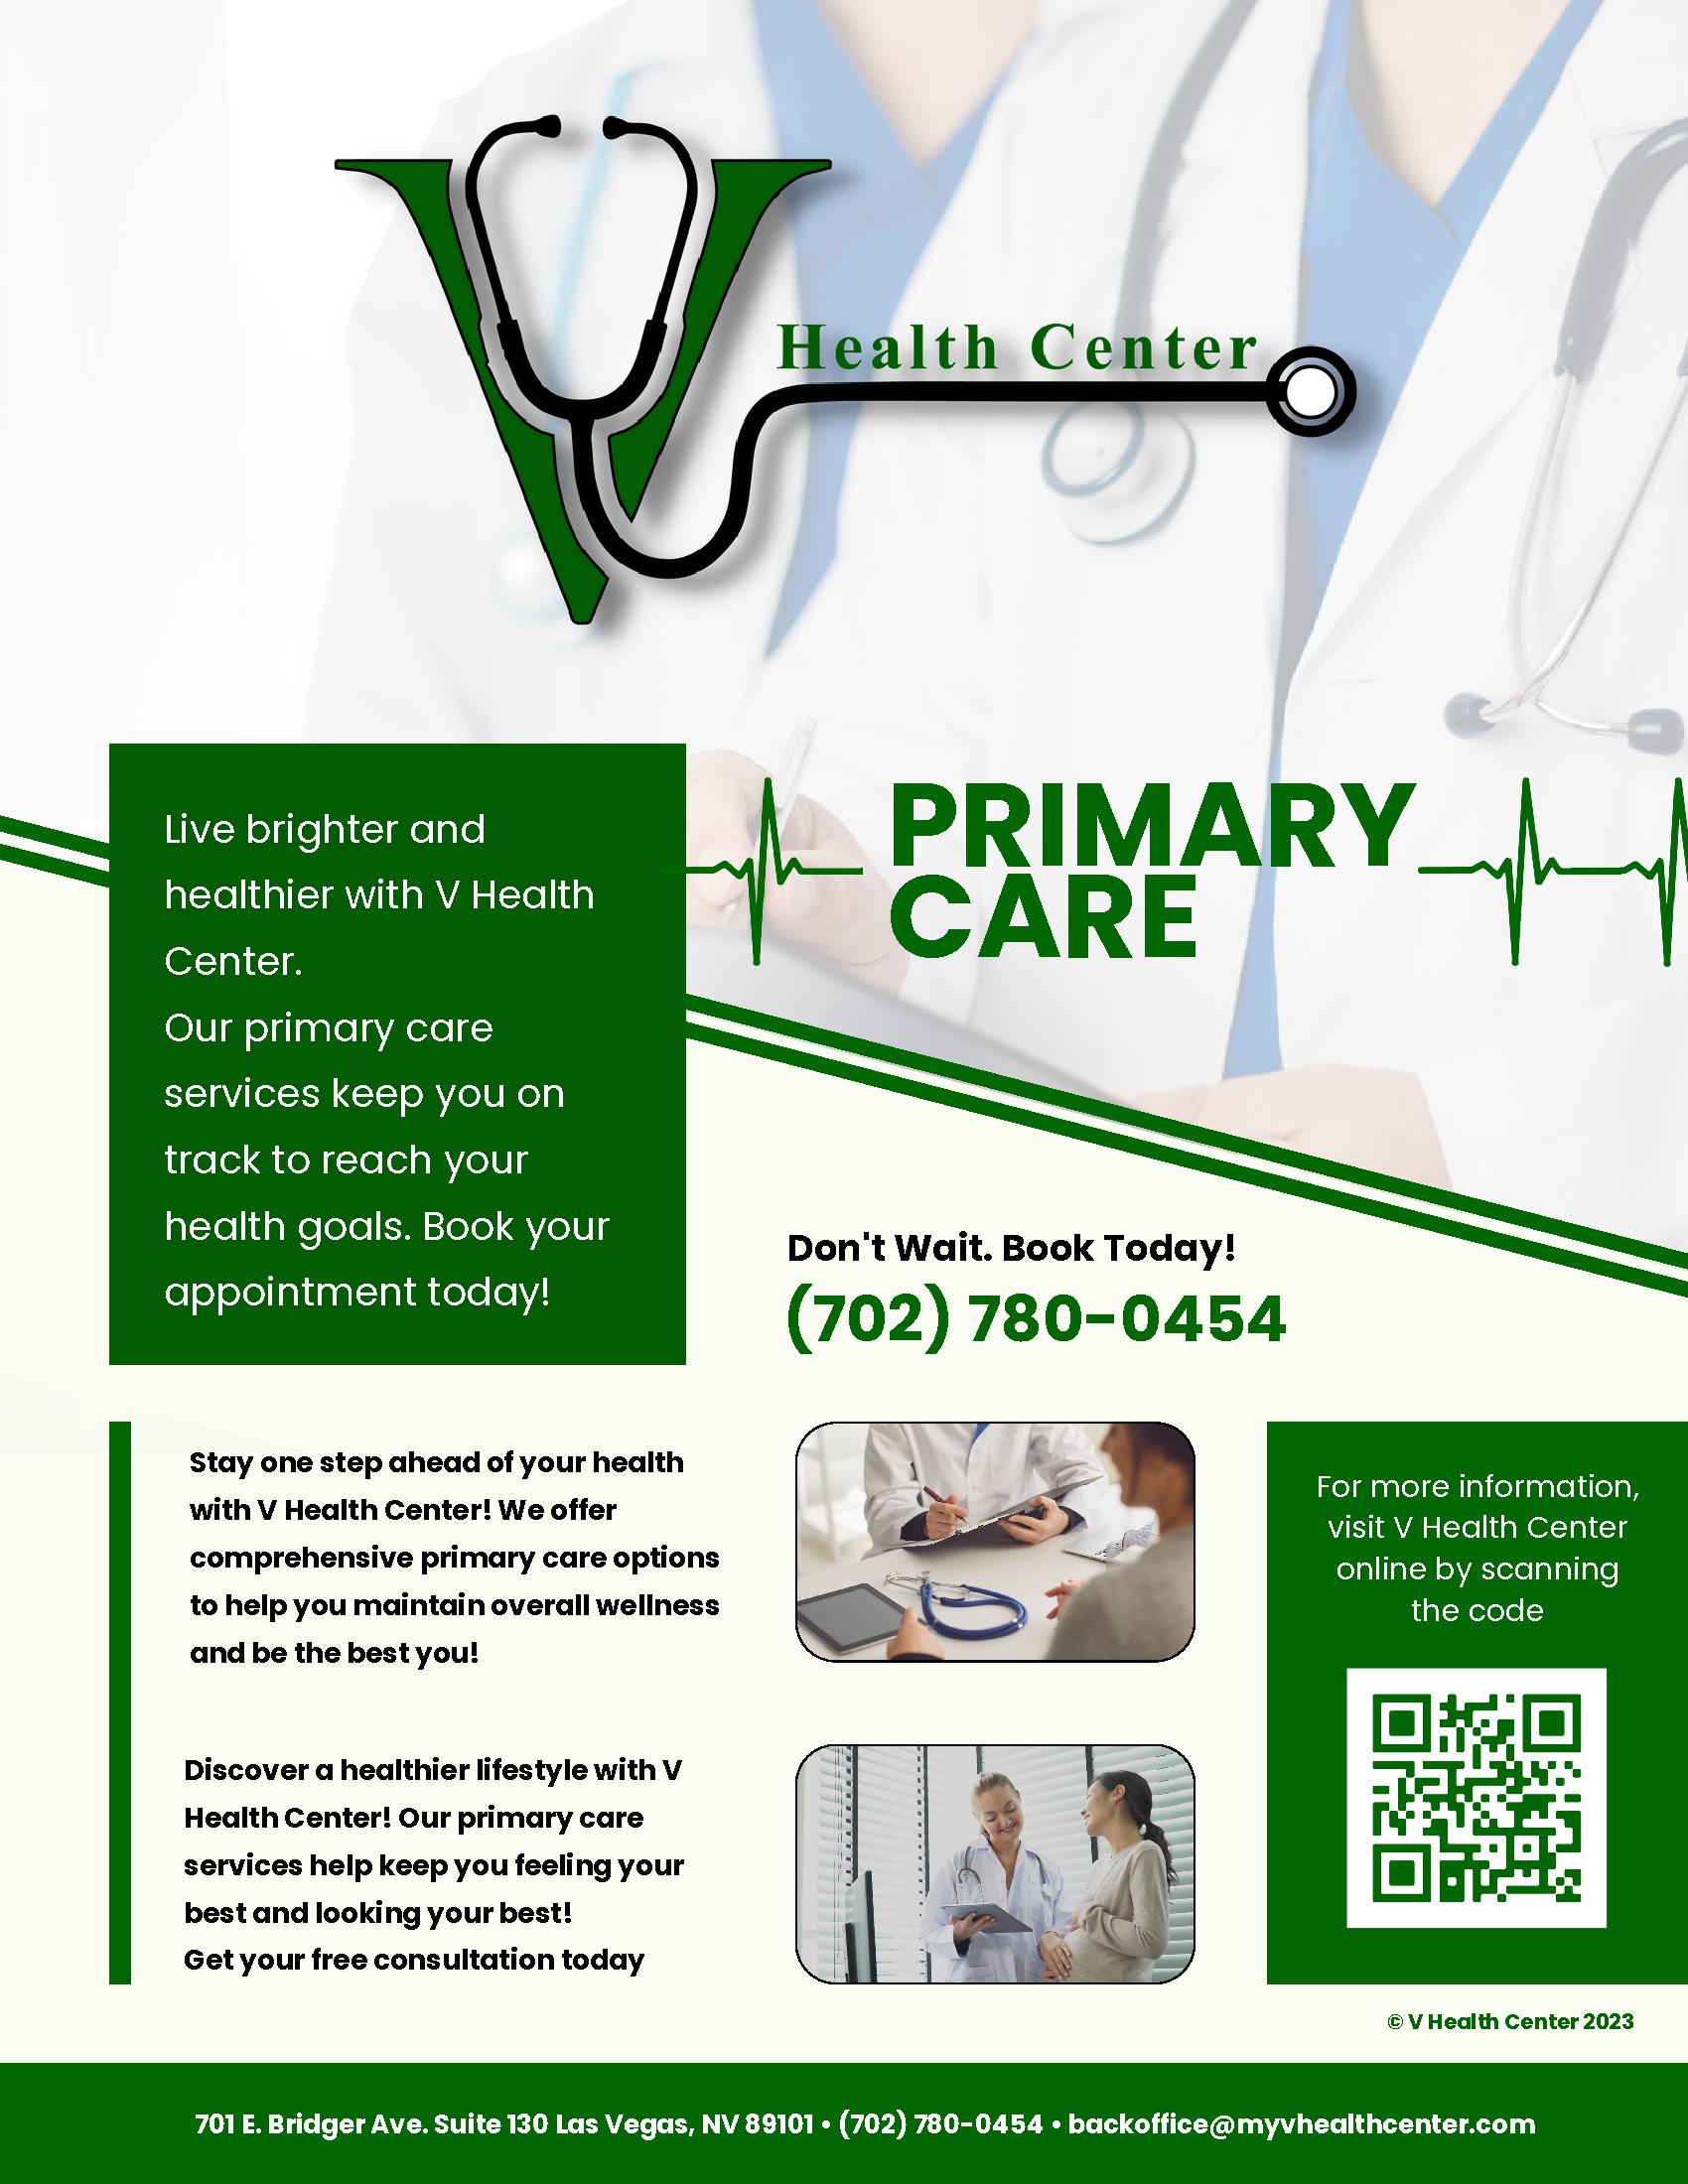 V
Health Center
PRIMARY
CARE
Live brighter and
healthier with V Health
Center.
Our primary care
services keep you on
track to reach your
health goals. Book your
appointment today!
Don't Wait. Book Today!
(702) 780-0454
Stay one step ahead of your health
with V Health Center! We offer
comprehensive primary care options
to help you maintain overall wellness
and be the best you!
Discover a healthier lifestyle with V
Health Center! Our primary care
services help keep you feeling your
best and looking your best!
Get your free consultation today
For more information,
visit V Health Center
online by scanning
the code
© V Health Center 2023
701 E. Bridger Ave. Suite 130 Las Vegas, NV 89101 • (702) 780-0454 • backoffice@myvhealthcenter.com